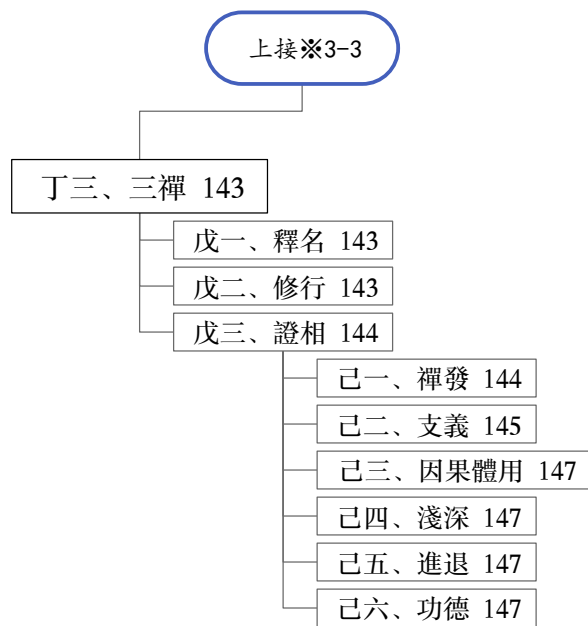 上接※3-3
丁三、三禪 143
戊一、釋名 143
戊二、修行 143
戊三、證相 144
己一、禪發 144
己二、支義 145
己三、因果體用 147
己四、淺深 147
己五、進退 147
己六、功德 147